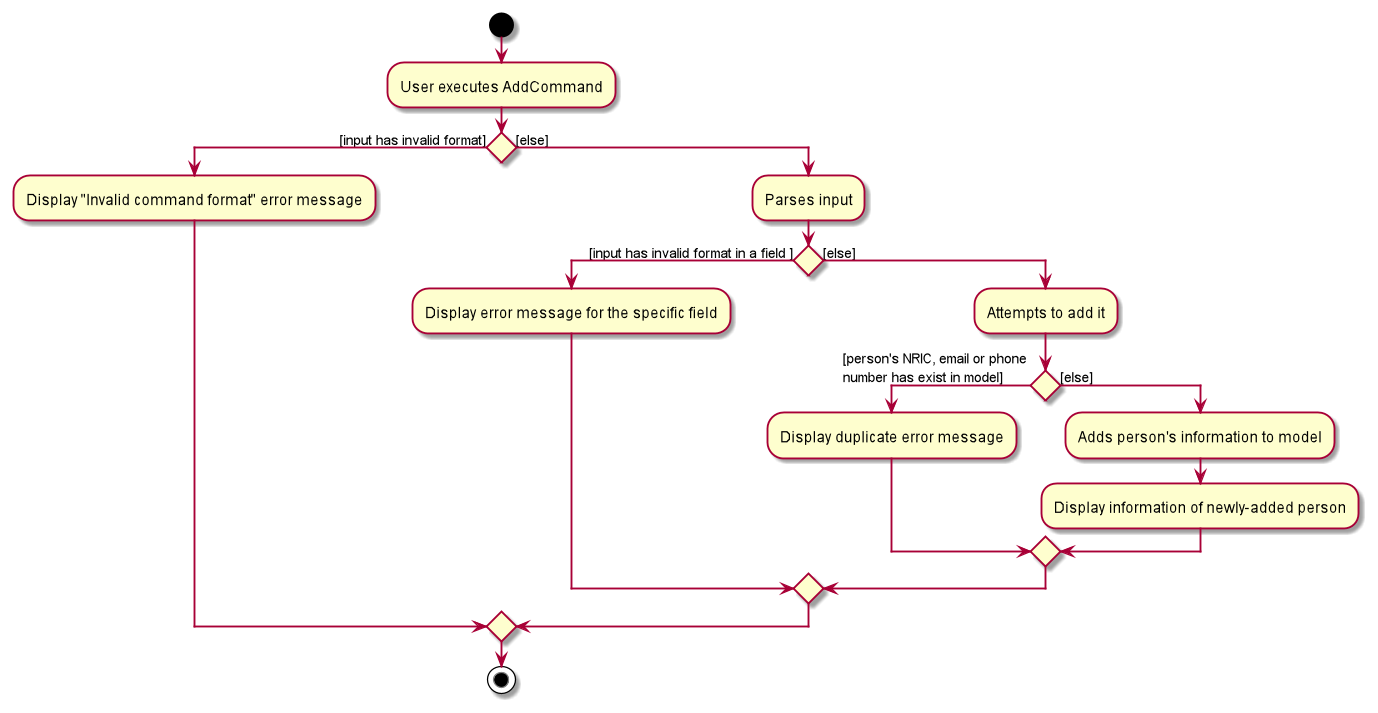 User executes AddCommand
[input has invalid format]
[else]
Display "Invalid command format" error message
Parses input
[input has invalid format in a field ]
[else]
Display error message for the specific field
Attempts to add it
[person's NRIC, email or phone
number has exist in model]
[else]
Display duplicate error message
Adds person's information to model
Display information of newly-added person